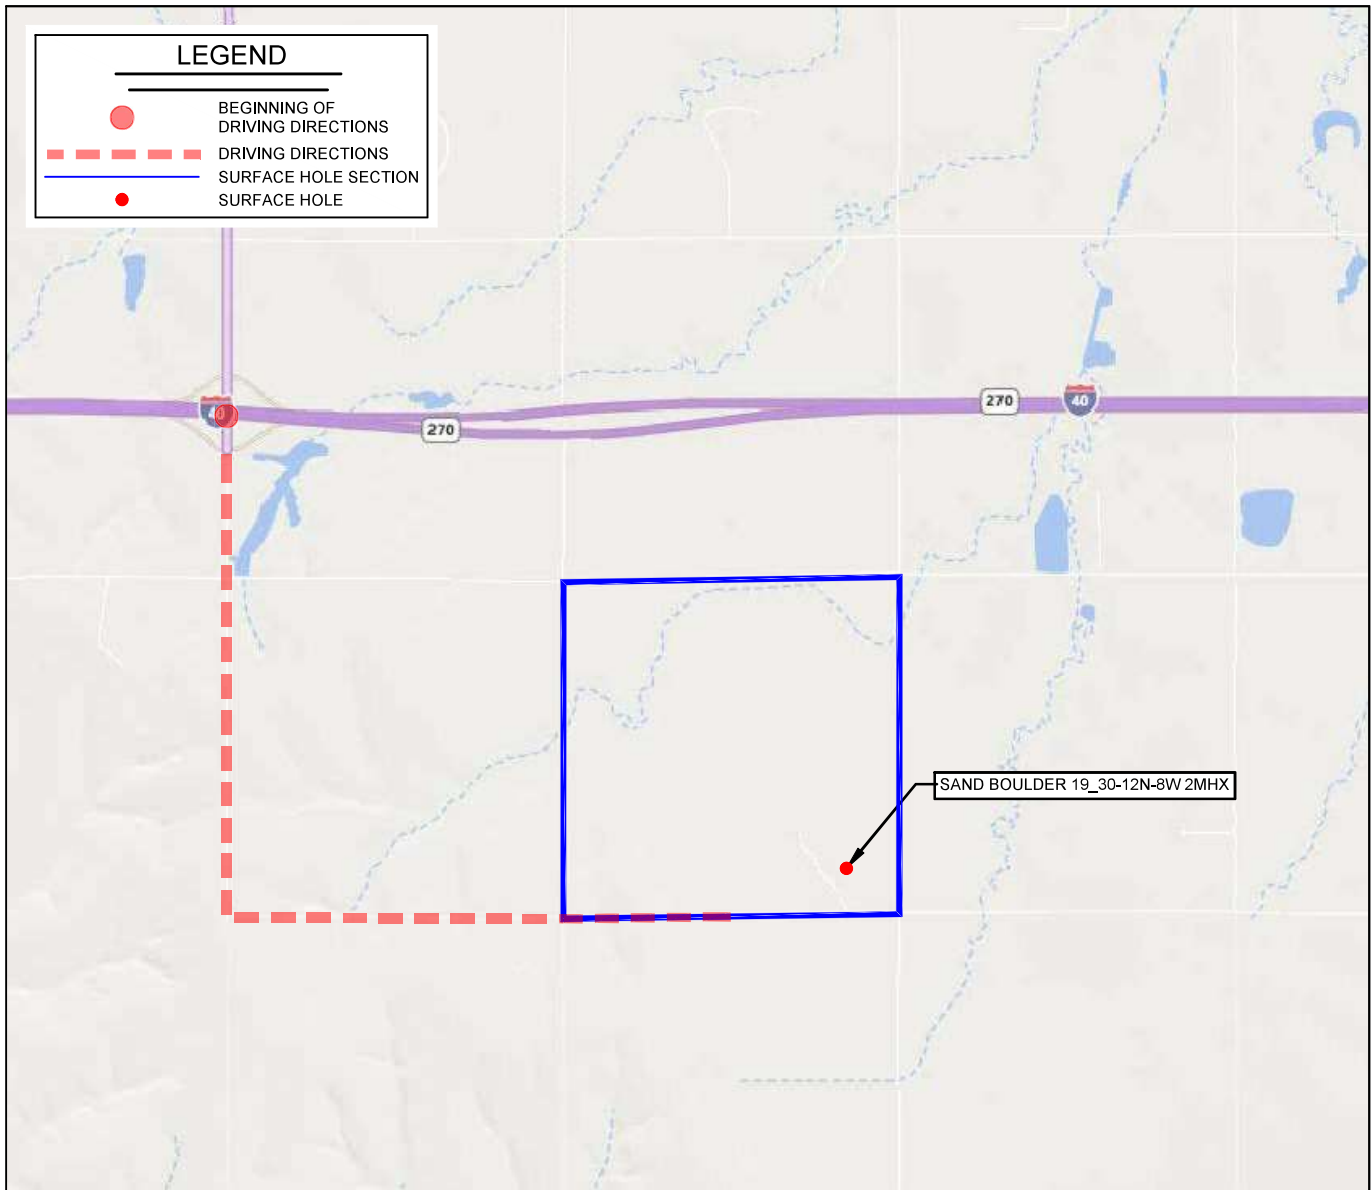 LEGEND
BEGINNING OF
DRIVING DIRECTIONS
DRIVING DIRECTIONS
SURFACE HOLE SECTION
SURFACE HOLE
40
270
270
40
SAND BOULDER 19_30-12N-8W 2MHX